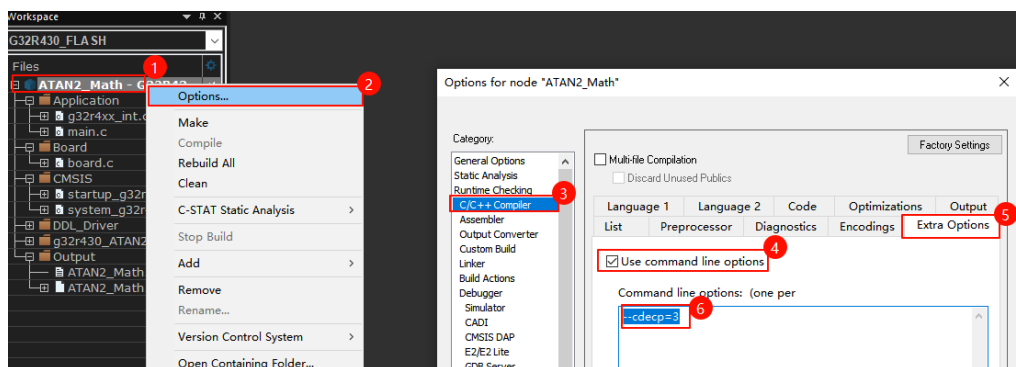 Workspace
G32R430_FLASH
Files
1
ATAN2_Math - G32R43
Application
g32r4xx_int.c
main.c
Board
board.c
CMSIS
startup_g32r
system_g32r
DDL_Driver
g32r430_ATAN2
Output
ATAN2_Math
ATAN2_Math
2
Options...
Make
Compile
Rebuild All
Clean
C-STAT Static Analysis
Stop Build
Add
Remove
Rename...
Version Control System
Open Containing Folder...
Options for node "ATAN2_Math"
Category:
General Options
Static Analysis
Runtime Checking
3
C/C++ Compiler
Assembler
Output Converter
Custom Build
Linker
Build Actions
Debugger
Simulator
CADI
CMSIS DAP
E2/E2 Lite
GDB Server
Factory Settings
Multi-file Compilation
Discard Unused Publics
Language 1 Language 2 Code Optimizations Output
5
List Preprocessor Diagnostics Encodings Extra Options
4
Use command line options
Command line options: (one per
--cdecp=3
6